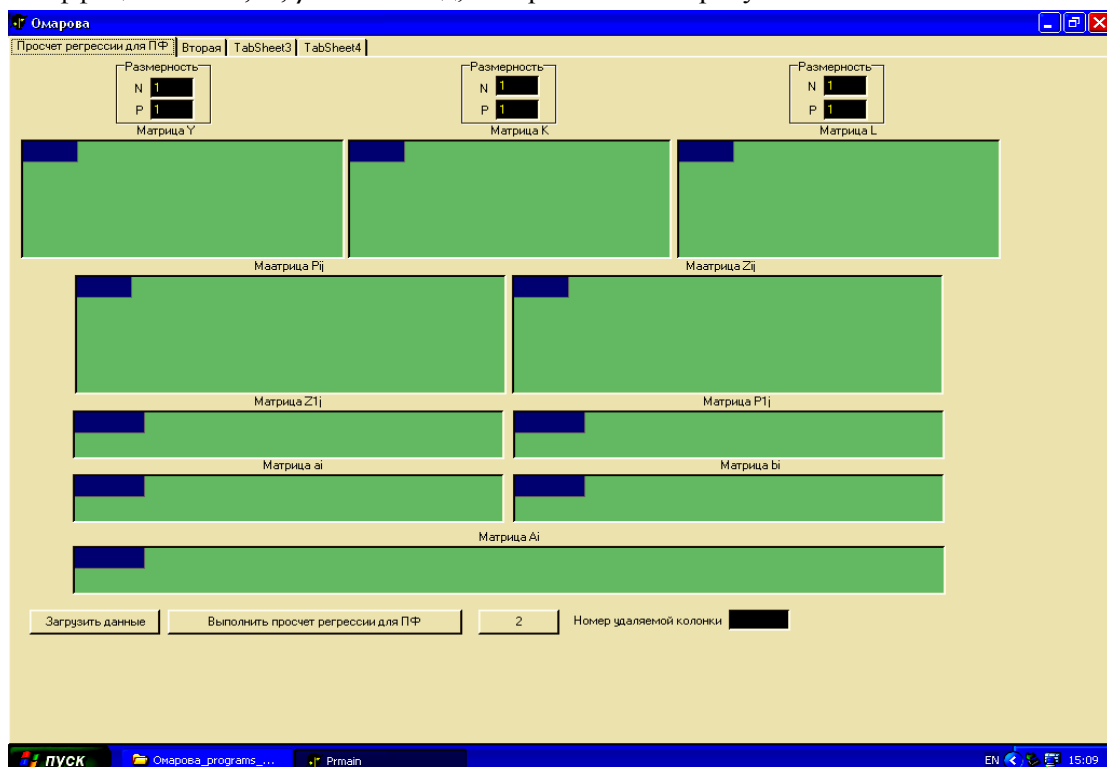 Омарова
Просчет регрессии для ПФ Вторая TabSheet3 TabSheet4
Размерность Размерность Размерность
N 1 N 1 N 1
P 1 P 1 P 1
Матрица Y Матрица K Матрица L
Маатрица Pij Маатрица Zij
Матрица Z1j Матрица P1j
Матрица ai Матрица bi
Матрица Ai
Загрузить данные Выполнить просчет регрессии для ПФ 2 Номер удаляемой колонки
пуск Омарова_programs_... Prmain EN 15:09